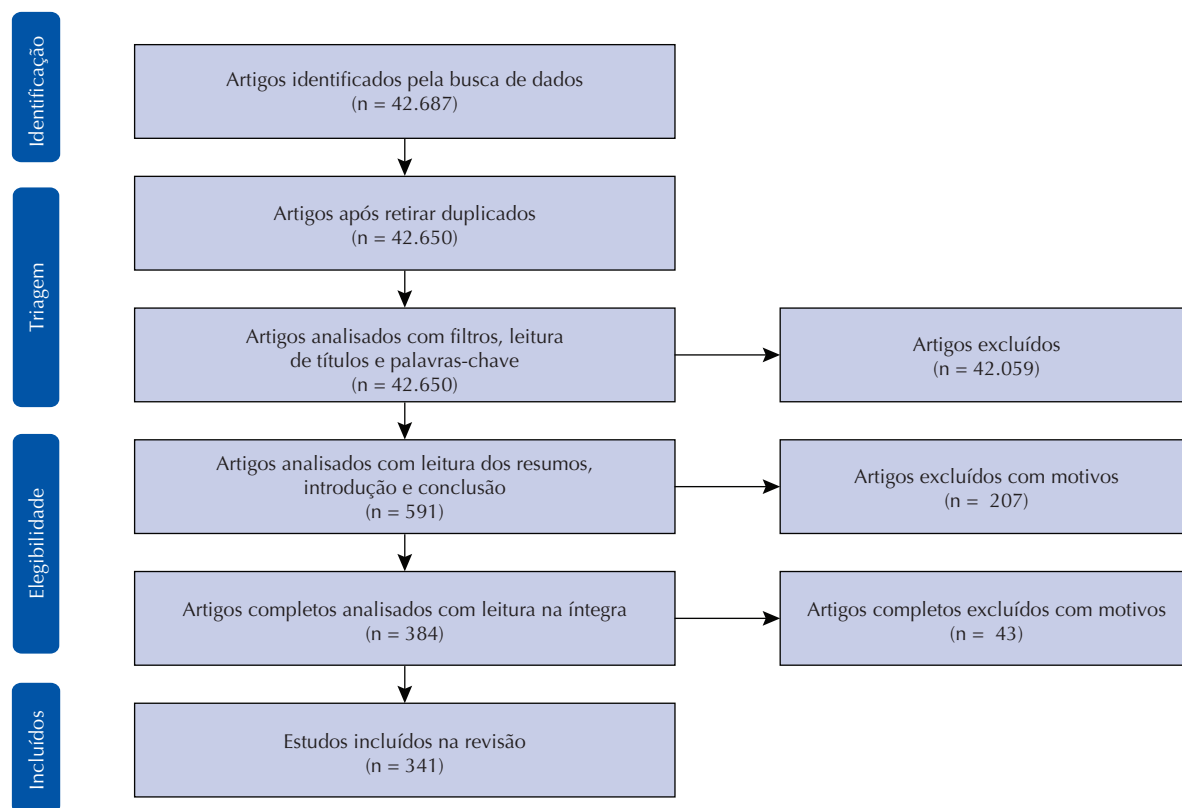 Identificação
Artigos identificados pela busca de dados
(n = 42.687)
Triagem
Artigos após retirar duplicados
(n = 42.650)
Artigos analisados com filtros, leitura
de títulos e palavras-chave
(n = 42.650)
Artigos excluídos
(n = 42.059)
Elegibilidade
Artigos analisados com leitura dos resumos,
introdução e conclusão
(n = 591)
Artigos excluídos com motivos
(n = 207)
Artigos completos analisados com leitura na íntegra
(n = 384)
Artigos completos excluídos com motivos
(n = 43)
Incluídos
Estudos incluídos na revisão
(n = 341)